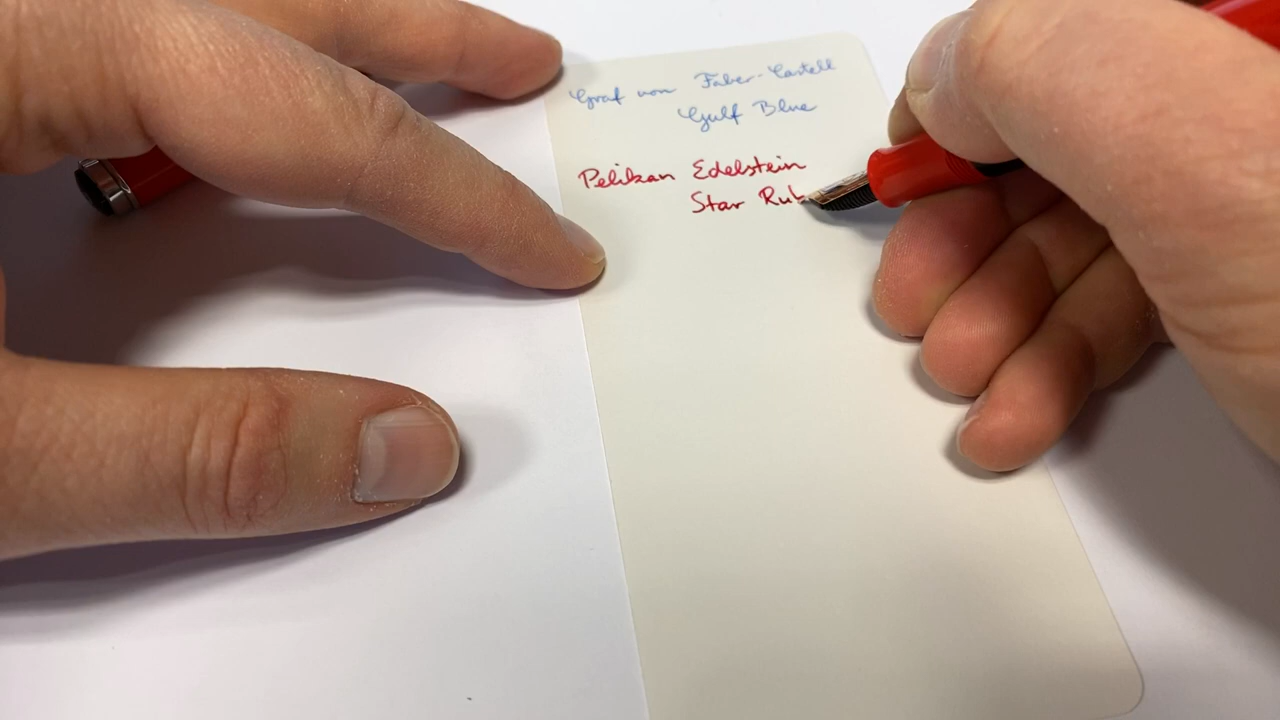 Graf von Faber-Castell
Gulf Blue
Pelikan Edelstein
Star Rub